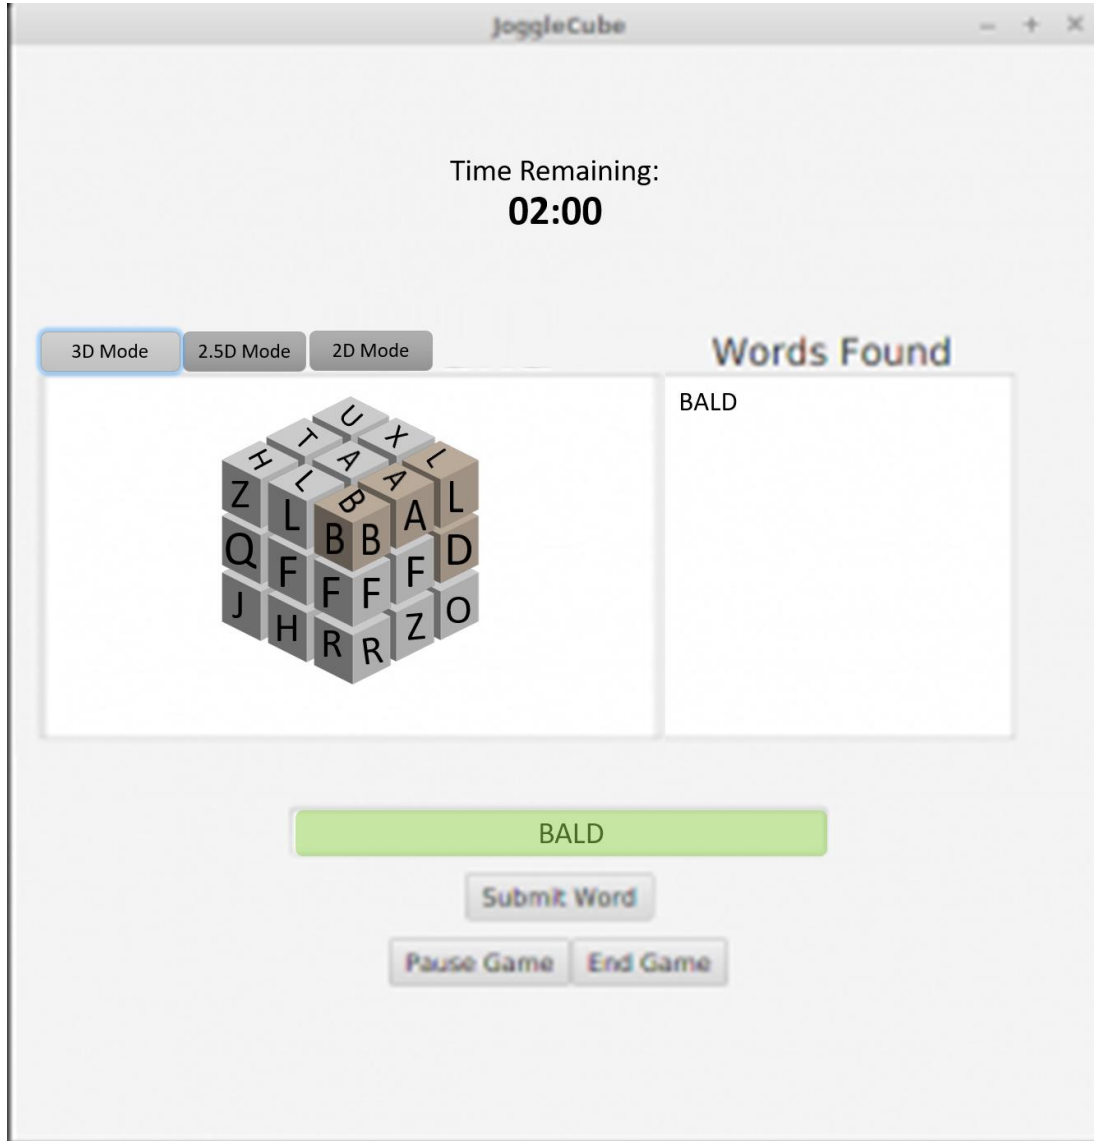 JoggleCube
Time Remaining:
02:00
3D Mode 2.5D Mode 2D Mode
Words Found
BALD
U
T X
H A L
L A
B
Z L B B A L
Q F F F F D
J H R R Z O
BALD
Submit Word
Pause Game End Game